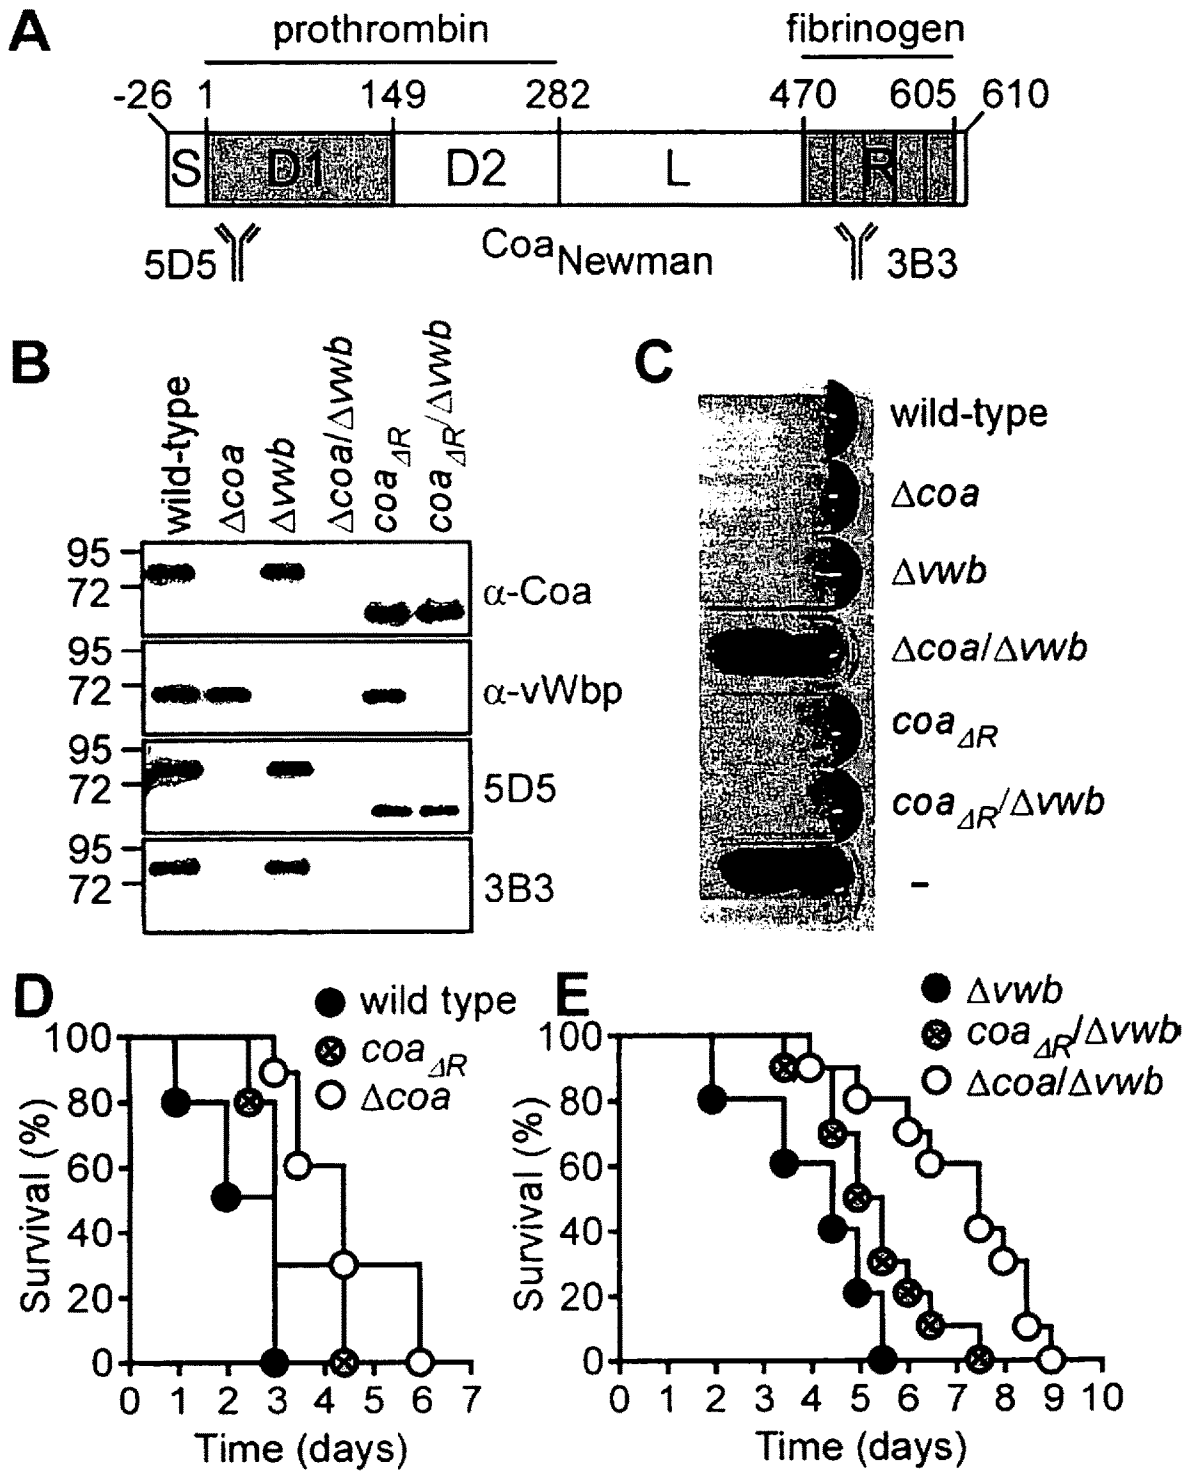 A
prothrombin
fibrinogen
-26 1 149 282 470 605 610
S D1 D2 L R
5D5 CoaNewman 3B3
B
wild-type Δcoa Δvwb Δcoa/Δvwb coaΔR coaΔR/Δvwb
95
72
α-Coa
95
72
α-vWbp
95
72
5D5
95
72
3B3
C
wild-type
Δcoa
Δvwb
Δcoa/Δvwb
coaΔR
coaΔR/Δvwb
-
D
wild type
coaΔR
Δcoa
Survival (%)
100
80
60
40
20
0
0 1 2 3 4 5 6 7
Time (days)
E
Δvwb
coaΔR/Δvwb
Δcoa/Δvwb
Survival (%)
100
80
60
40
20
0
0 1 2 3 4 5 6 7 8 9 10
Time (days)